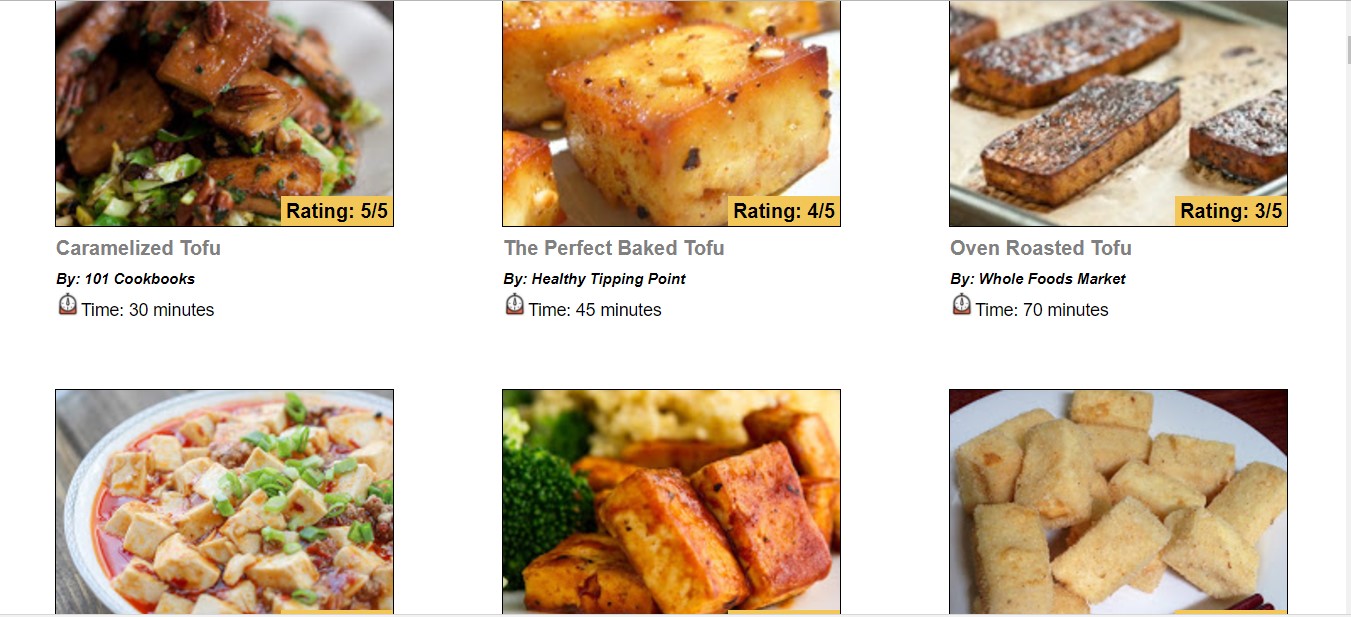 Rating: 5/5
Caramelized Tofu
By: 101 Cookbooks
Time: 30 minutes
Rating: 4/5
The Perfect Baked Tofu
By: Healthy Tipping Point
Time: 45 minutes
Rating: 3/5
Oven Roasted Tofu
By: Whole Foods Market
Time: 70 minutes